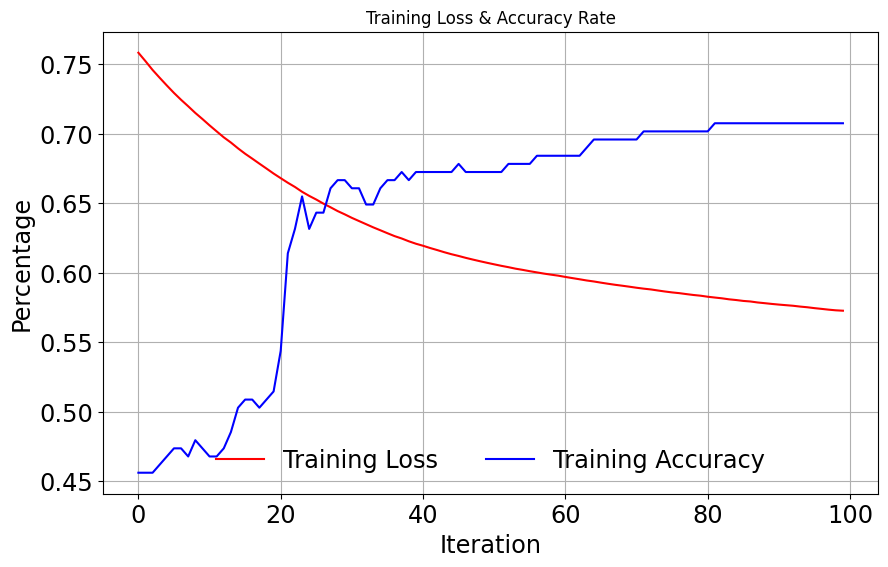 Training Loss & Accuracy Rate
Percentage
0.75
0.70
0.65
0.60
0.55
0.50
0.45
Training Loss
Training Accuracy
0
20
40
60
80
100
Iteration